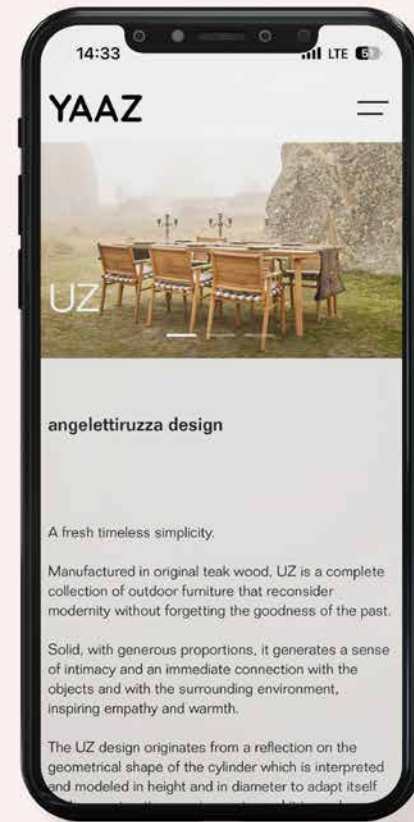 14:33
LTE
YAAZ
UZ
angelettiruzza design
A fresh timeless simplicity.
Manufactured in original teak wood, UZ is a complete
collection of outdoor furniture that reconsider
modernity without forgetting the goodness of the past.
Solid, with generous proportions, it generates a sense
of intimacy and an immediate connection with the
objects and with the surrounding environment,
inspiring empathy and warmth.
The UZ design originates from a reflection on the
geometrical shape of the cylinder which is interpreted
and modeled in height and in diameter to adapt itself